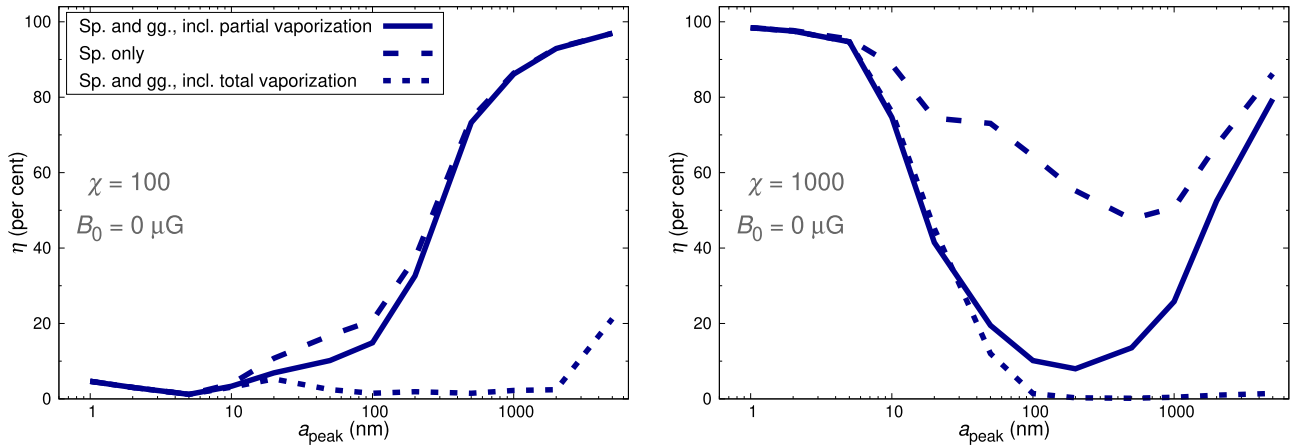 100
80
60
40
20
0
η (per cent)
Sp. and gg., incl. partial vaporization
Sp. only
Sp. and gg., incl. total vaporization
χ = 100
B0 = 0 μG
1
10
100
1000
apeak (nm)
100
80
60
40
20
0
η (per cent)
χ = 1000
B0 = 0 μG
1
10
100
1000
apeak (nm)